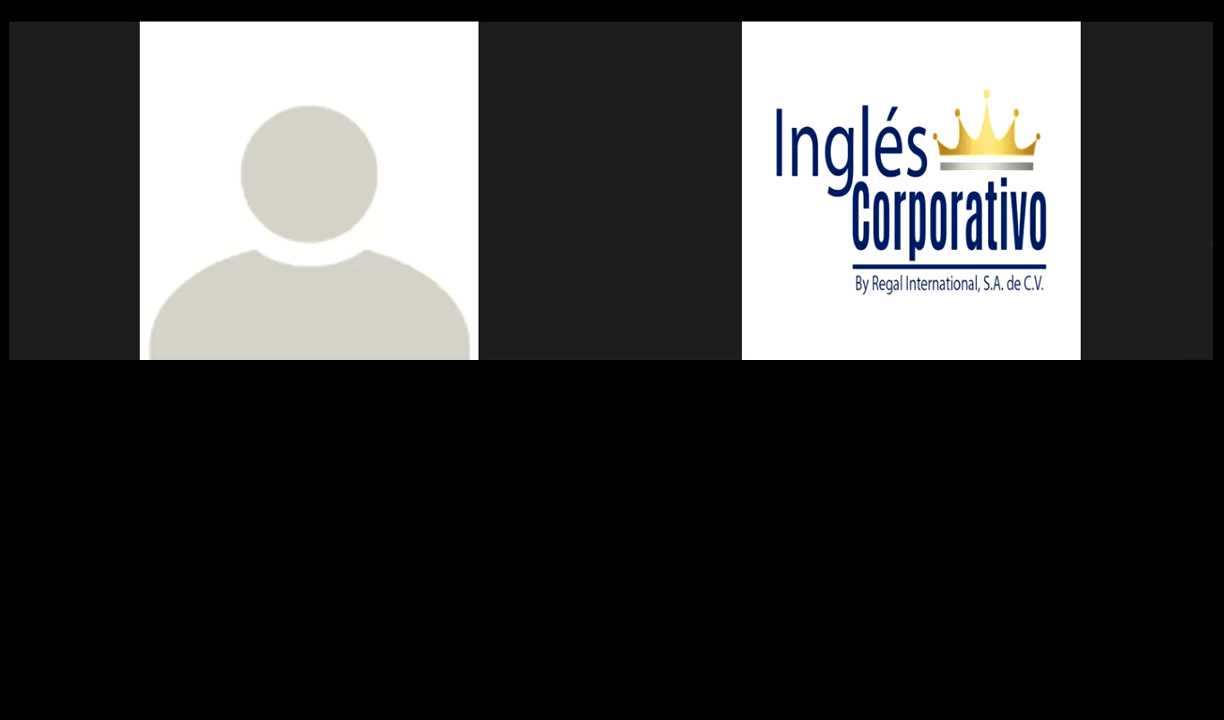 Inglés
Corporativo
By Regal International, S.A. de C.V.